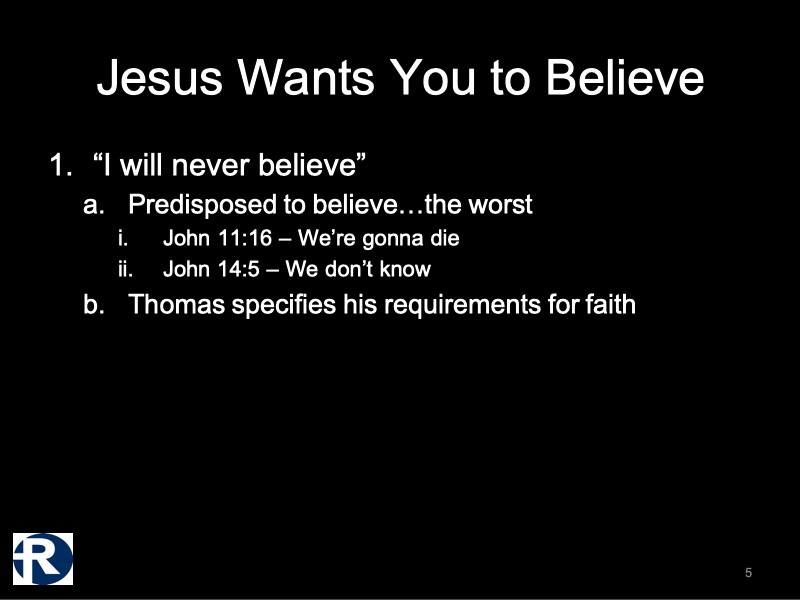 Jesus Wants You to Believe
1. “I will never believe”
a. Predisposed to believe…the worst
i. John 11:16 – We’re gonna die
ii. John 14:5 – We don’t know
b. Thomas specifies his requirements for faith
R
5